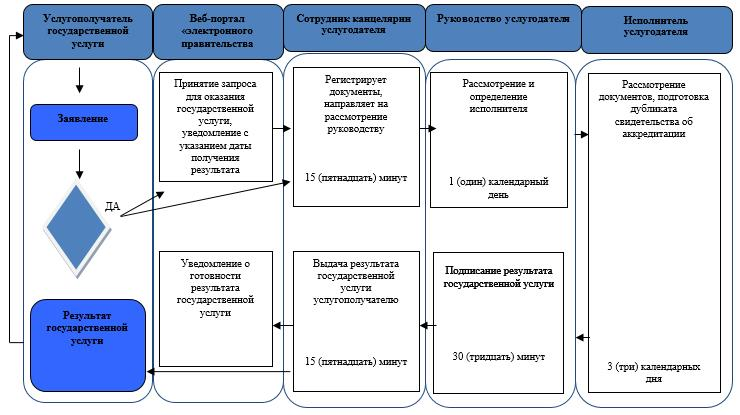 Услугополучатель
государственной
услуги
Веб-портал
«электронного
правительства
Сотрудник канцелярии
услугодателя
Руководство услугодателя
Исполнитель
услугодателя
Заявление
ДА
Принятие запроса
для оказания
государственной
услуги,
уведомление с
указанием даты
получения
результата
Регистрирует
документы,
направляет на
рассмотрение
руководству
15 (пятнадцать) минут
Рассмотрение и
определение
исполнителя
1 (один) календарный
день
Рассмотрение
документов, подготовка
дубликата
свидетельства об
аккредитации
3 (три) календарных
дня
Подписание результата
государственной услуги
30 (тридцать) минут
Выдача результата
государственной
услуги
услугополучателю
15 (пятнадцать) минут
Уведомление о
готовности
результата
государственной
услуги
Результат
государственной
услуги